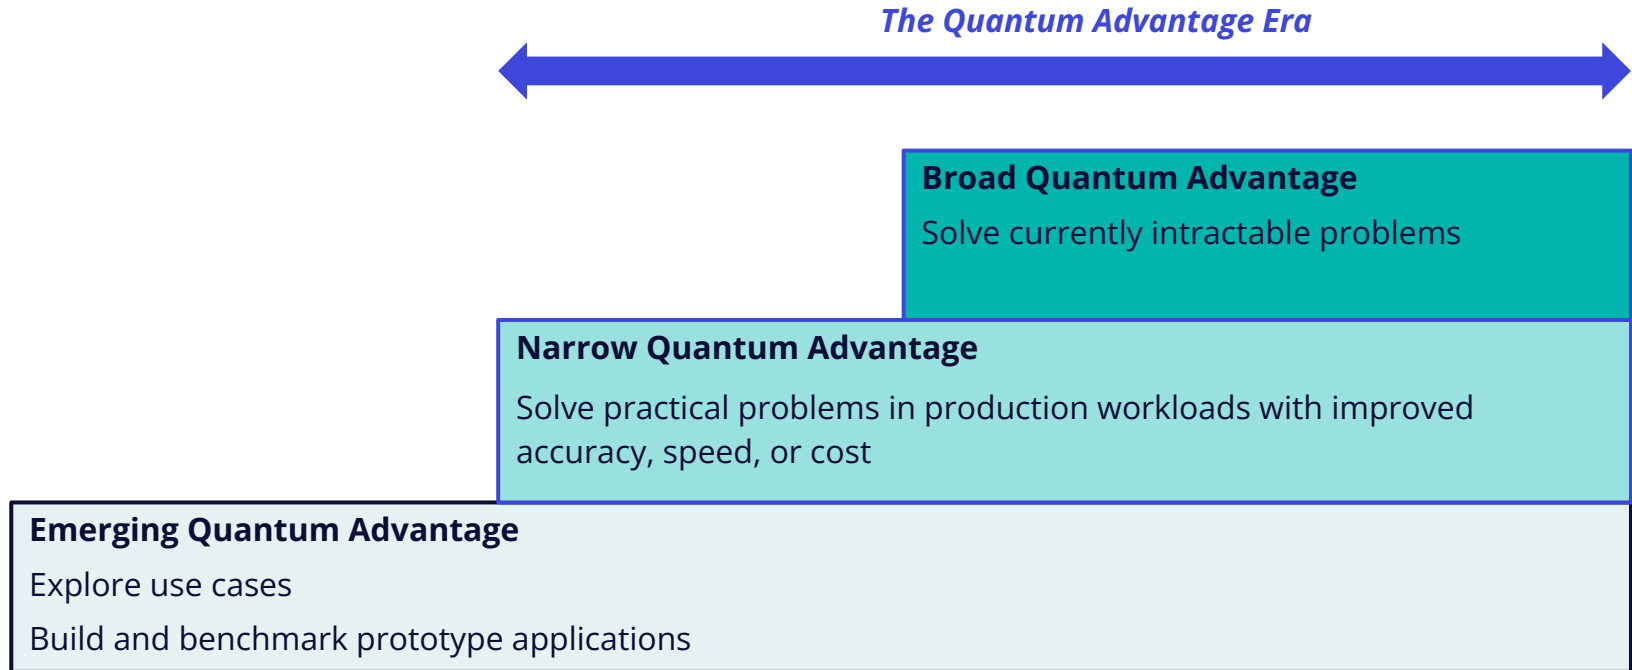 The Quantum Advantage Era
Broad Quantum Advantage
Solve currently intractable problems
Narrow Quantum Advantage
Solve practical problems in production workloads with improved
accuracy, speed, or cost
Emerging Quantum Advantage
Explore use cases
Build and benchmark prototype applications